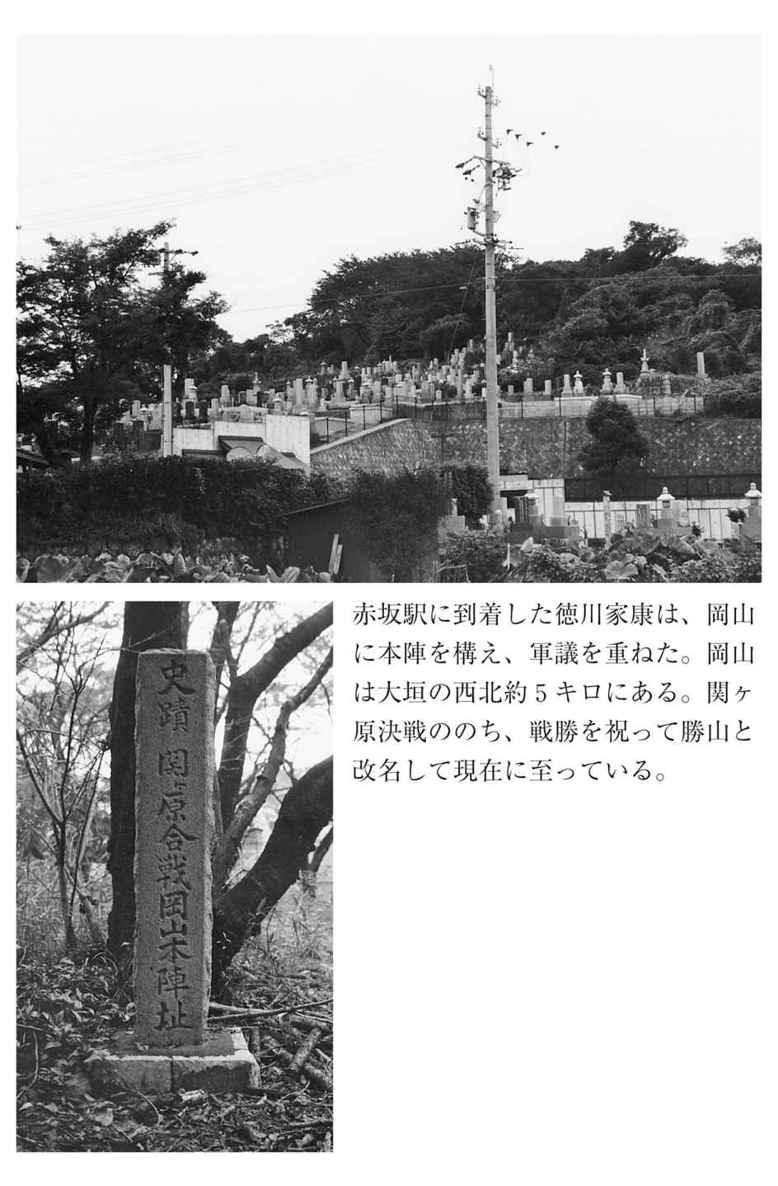 赤坂駅に到着した徳川家康は、岡山
に本陣を構え、軍議を重ねた。岡山
は大垣の西北約5キロにある。関ヶ
原決戦ののち、戦勝を祝って勝山と
改名して現在に至っている。
史蹟 関ヶ原合戦岡山本陣址